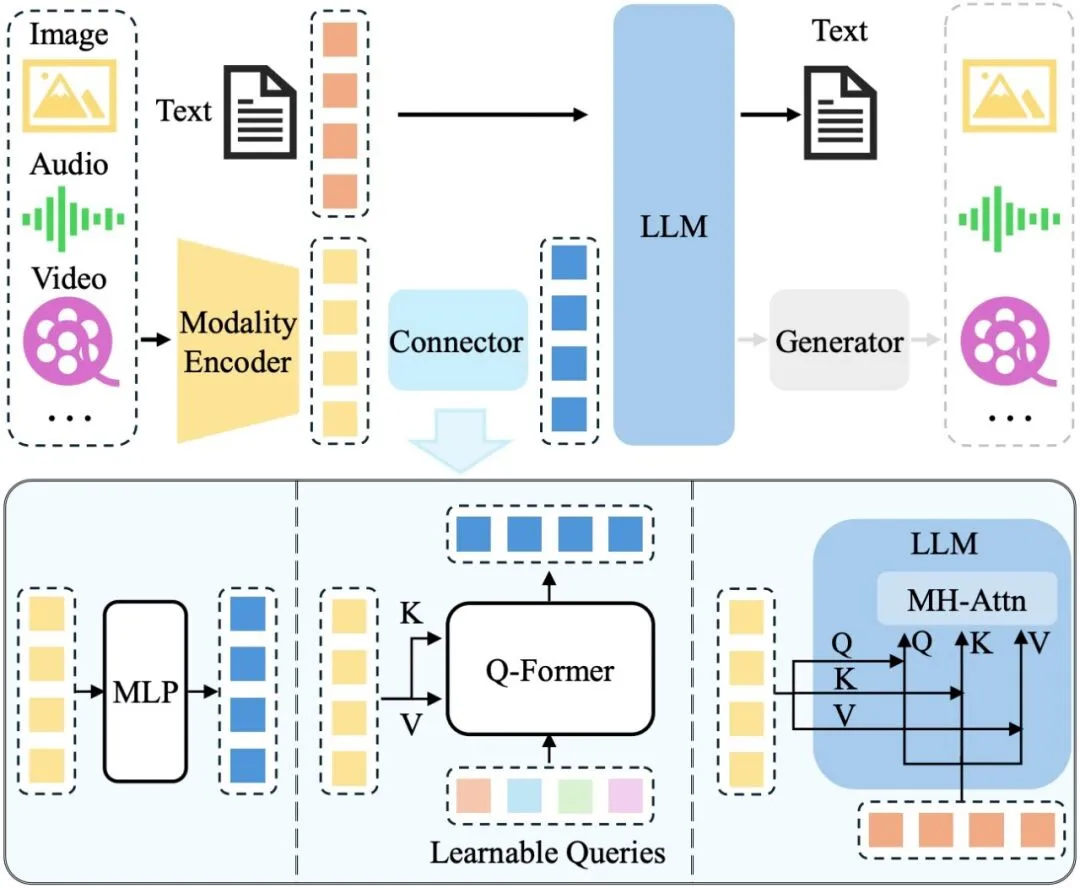 Image
Text
Text
Audio
LLM
Video
Modality
Encoder
Connector
Generator
...
...
LLM
MH-Attn
K
Q
Q
K
V
MLP
Q-Former
K
V
V
Learnable Queries